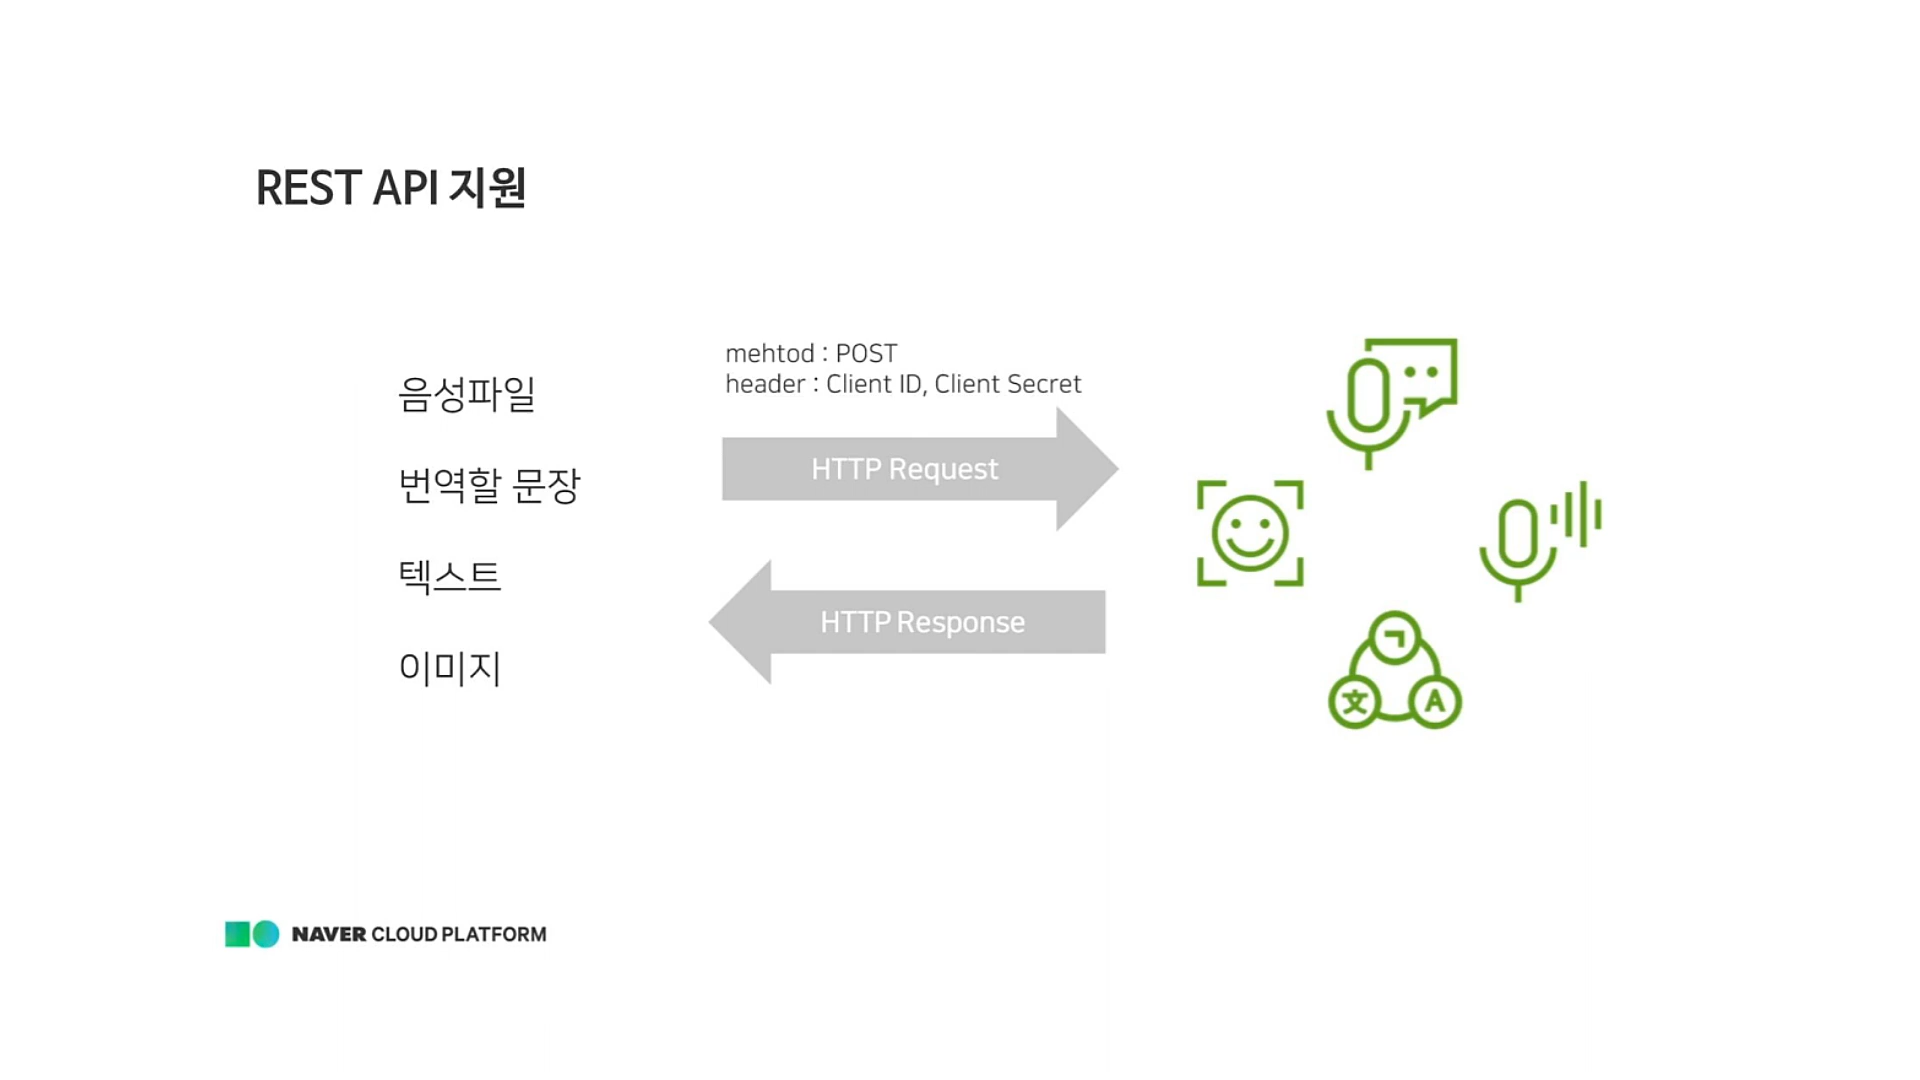 REST API 지원
음성파일
번역할 문장
텍스트
이미지
mehtod : POST
header : Client ID, Client Secret
HTTP Request
HTTP Response
ㄱ
文
A
NAVER CLOUD PLATFORM